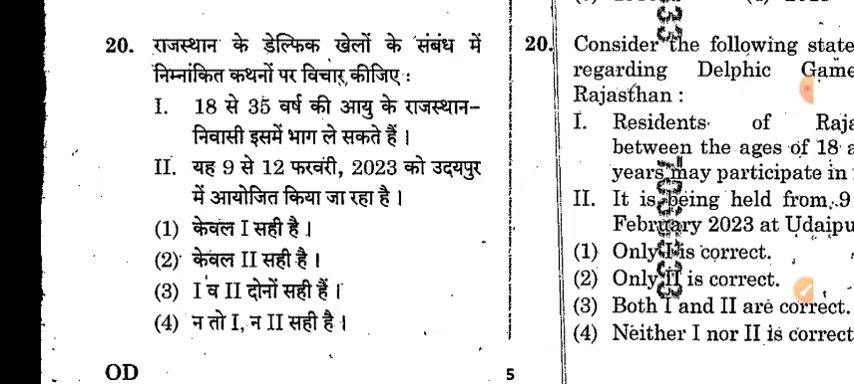 20. राजस्थान के डेल्फिक खेलों के संबंध में
निम्नांकित कथनों पर विचार कीजिए :
I. 18 से 35 वर्ष की आयु के राजस्थान-
निवासी इसमें भाग ले सकते हैं ।
II. यह 9 से 12 फरवरी, 2023 को उदयपुर
में आयोजित किया जा रहा है ।
(1) केवल I सही है ।
(2) केवल II सही है ।
(3) I व II दोनों सही हैं ।
(4) न तो I, न II सही है ।
OD
5
20. Consider the following state
regarding Delphic Game
Rajasthan :
I. Residents of Raja
between the ages of 18 a
years may participate in
II. It is being held from 9
February 2023 at Udaipu
(1) Only I is correct.
(2) Only II is correct.
(3) Both I and II are correct.
(4) Neither I nor II is correct